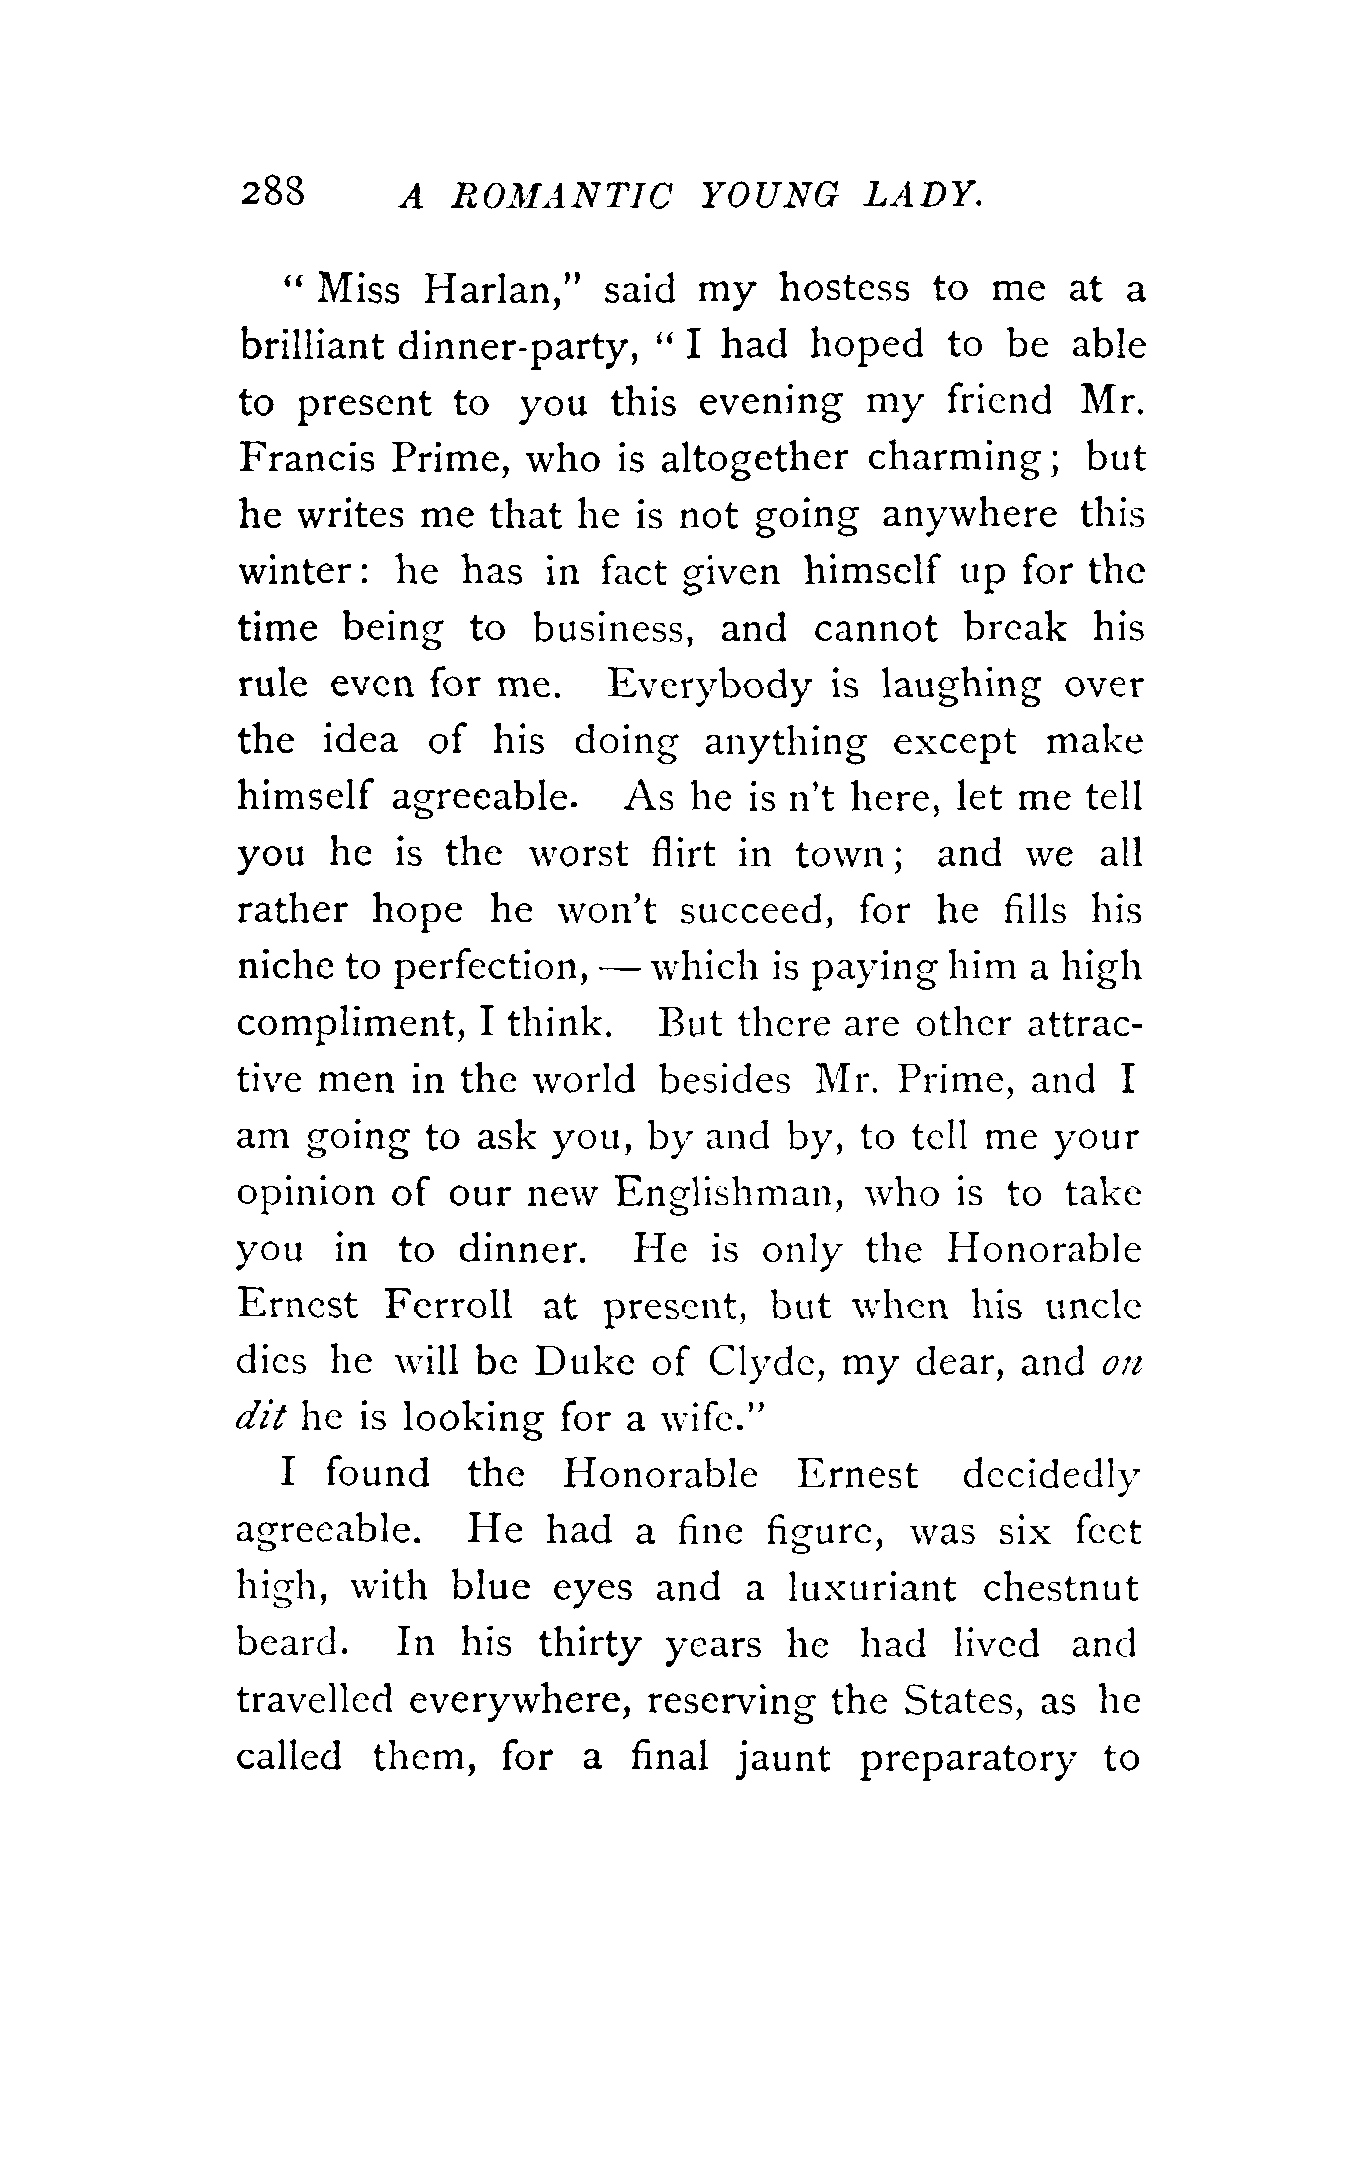 288 A ROMANTIC YOUNG LADY.
“ Miss Harlan,” said my hostess to me at a
brilliant dinner-party, “ I had hoped to be able
to present to you this evening my friend Mr.
Francis Prime, who is altogether charming ; but
he writes me that he is not going anywhere this
winter : he has in fact given himself up for the
time being to business, and cannot break his
rule even for me. Everybody is laughing over
the idea of his doing anything except make
himself agreeable. As he is n't here, let me tell
you he is the worst flirt in town ; and we all
rather hope he won't succeed, for he fills his
niche to perfection, — which is paying him a high
compliment, I think. But there are other attrac-
tive men in the world besides Mr. Prime, and I
am going to ask you, by and by, to tell me your
opinion of our new Englishman, who is to take
you in to dinner. He is only the Honorable
Ernest Ferroll at present, but when his uncle
dies he will be Duke of Clyde, my dear, and on
dit he is looking for a wife.”
I found the Honorable Ernest decidedly
agreeable. He had a fine figure, was six feet
high, with blue eyes and a luxuriant chestnut
beard. In his thirty years he had lived and
travelled everywhere, reserving the States, as he
called them, for a final jaunt preparatory to